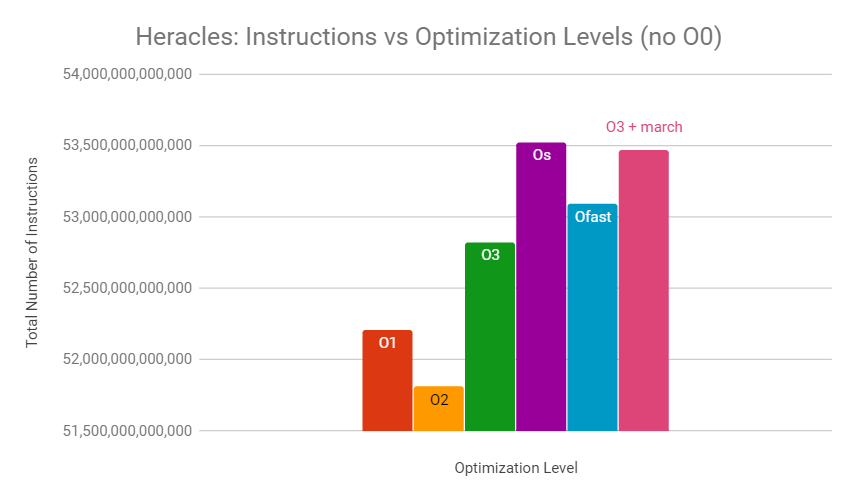 Heracles: Instructions vs Optimization Levels (no O0)
Total Number of Instructions
54,000,000,000,000
53,500,000,000,000
53,000,000,000,000
52,500,000,000,000
52,000,000,000,000
51,500,000,000,000
O1
O2
O3
Os
Ofast
O3 + march
Optimization Level